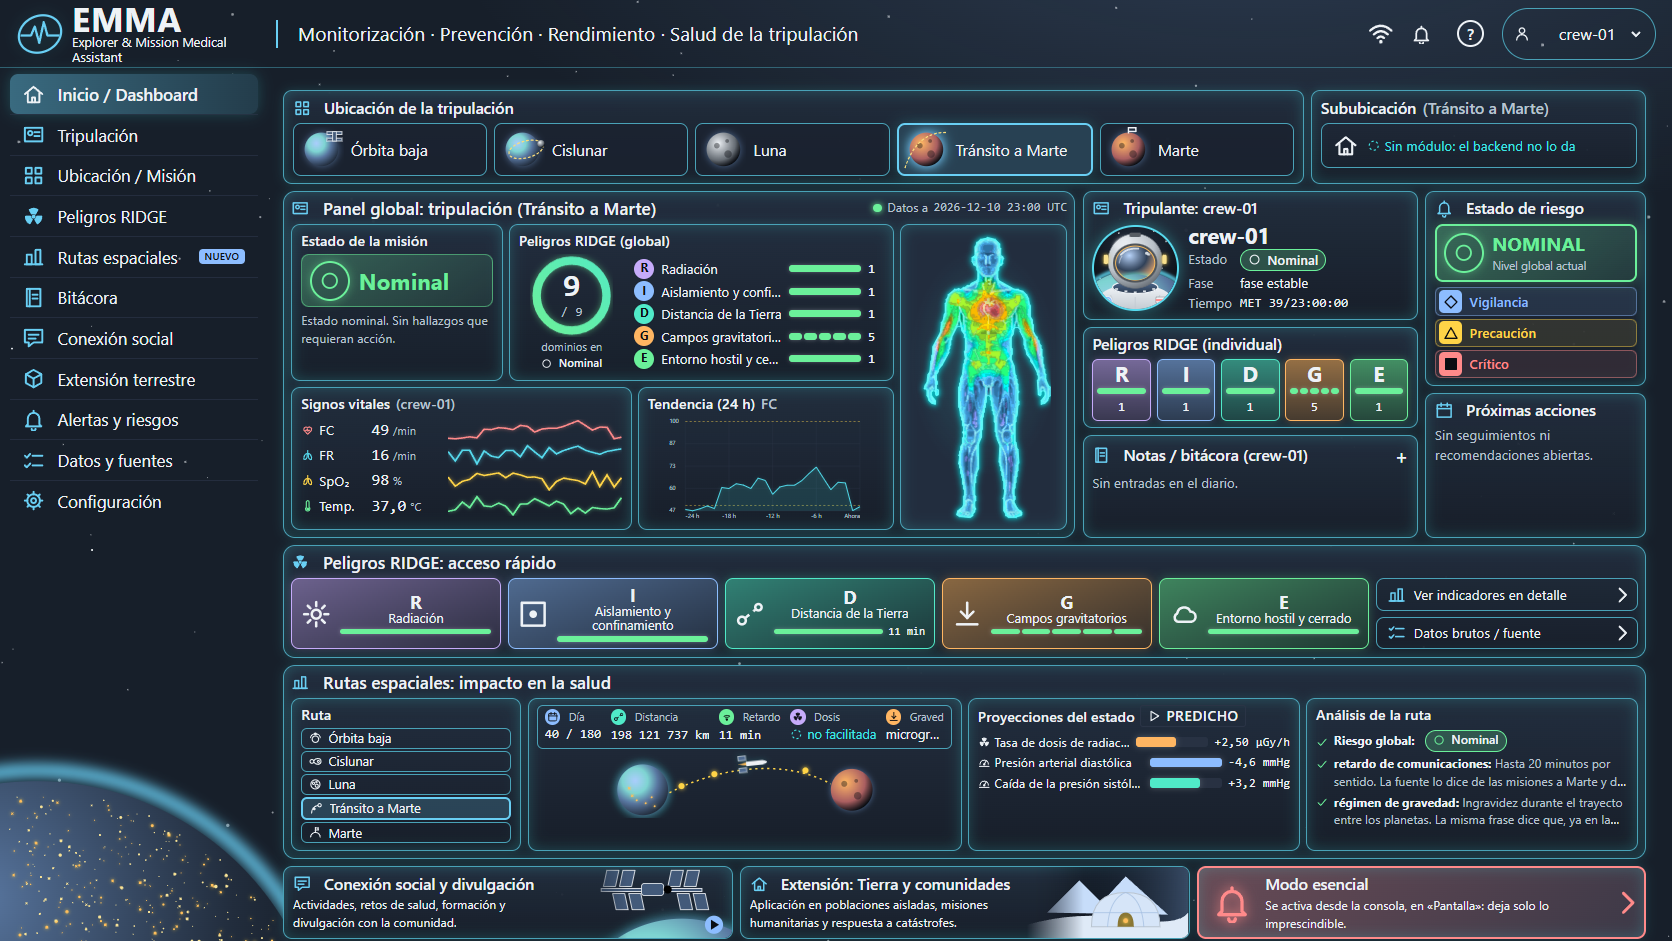 EMMA
Explorer & Mission Medical
Assistant
Monitorización · Prevención · Rendimiento · Salud de la tripulación
?
crew-01
Inicio / Dashboard
Tripulación
Ubicación / Misión
Peligros RIDGE
Rutas espaciales
NUEVO
Bitácora
Conexión social
Extensión terrestre
Alertas y riesgos
Datos y fuentes
Configuración
Ubicación de la tripulación
Órbita baja
Cislunar
Luna
Tránsito a Marte
Marte
Sububicación (Tránsito a Marte)
Sin módulo: el backend no lo da
Panel global: tripulación (Tránsito a Marte)
Datos a 2026-12-10 23:00 UTC
Estado de la misión
Nominal
Estado nominal. Sin hallazgos que
requieran acción.
Peligros RIDGE (global)
9
/ 9
dominios en
Nominal
R Radiación 1
I Aislamiento y confi... 1
D Distancia de la Tierra 1
G Campos gravitatori... 5
E Entorno hostil y ce... 1
Signos vitales (crew-01)
FC 49 /min
FR 16 /min
SpO₂ 98 %
Temp. 37,0 °C
Tendencia (24 h) FC
100
87
73
60
47
-24 h -18 h -12 h -6 h Ahora
Tripulante: crew-01
crew-01
Estado Nominal
Fase fase estable
Tiempo MET 39/23:00:00
Peligros RIDGE (individual)
R I D G E
1 1 1 5 1
Notas / bitácora (crew-01) +
Sin entradas en el diario.
Estado de riesgo
NOMINAL
Nivel global actual
Vigilancia
Precaución
Crítico
Próximas acciones
Sin seguimientos ni
recomendaciones abiertas.
Peligros RIDGE: acceso rápido
R
Radiación
I
Aislamiento y
confinamiento
D
Distancia de la Tierra
11 min
G
Campos gravitatorios
E
Entorno hostil y cerrado
Ver indicadores en detalle
Datos brutos / fuente
Rutas espaciales: impacto en la salud
Ruta
Órbita baja
Cislunar
Luna
Tránsito a Marte
Marte
Día Distancia Retardo Dosis Graved
40 / 180 198 121 737 km 11 min no facilitada microgr...
Proyecciones del estado PREDICHO
Tasa de dosis de radiac... +2,50 µGy/h
Presión arterial diastólica -4,6 mmHg
Caída de la presión sistól... +3,2 mmHg
Análisis de la ruta
Riesgo global: Nominal
retardo de comunicaciones: Hasta 20 minutos por
sentido. La fuente lo dice de las misiones a Marte y d...
régimen de gravedad: Ingravidez durante el trayecto
entre los planetas. La misma frase dice que, ya en la...
Conexión social y divulgación
Actividades, retos de salud, formación y
divulgación con la comunidad.
Extensión: Tierra y comunidades
Aplicación en poblaciones aisladas, misiones
humanitarias y respuesta a catástrofes.
Modo esencial
Se activa desde la consola, en «Pantalla»: deja solo lo
imprescindible.